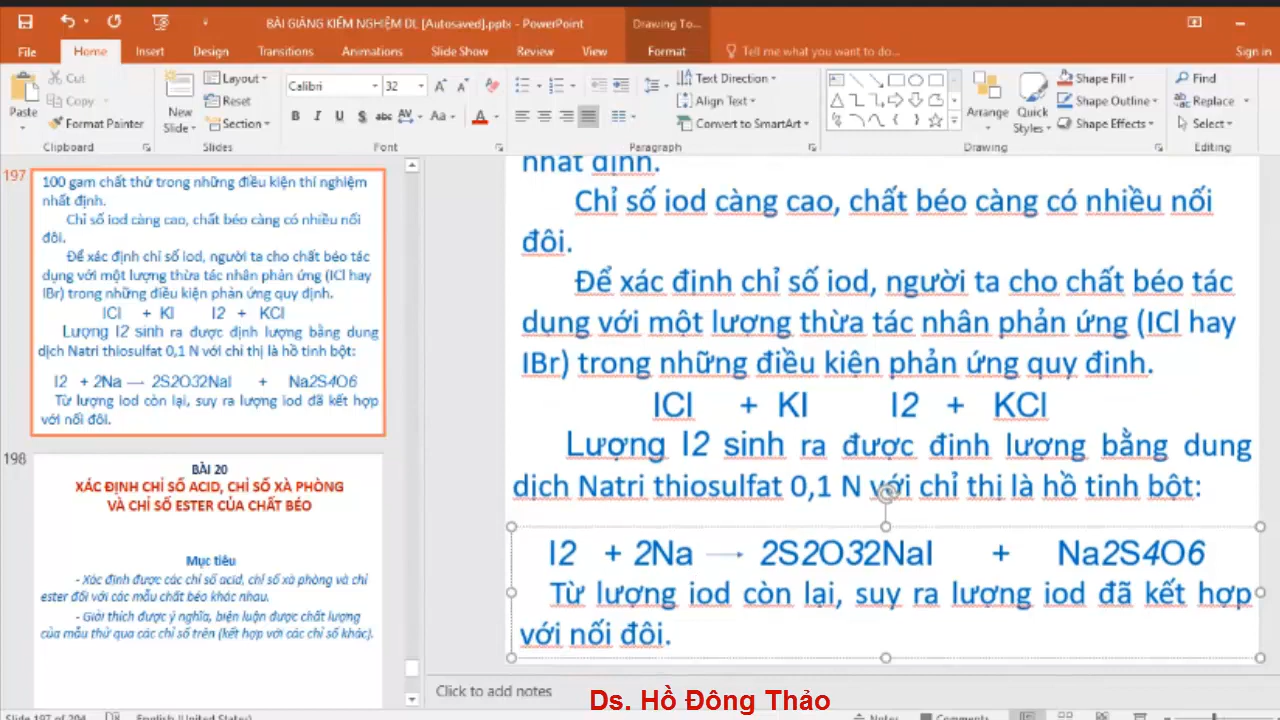 BÀI GIẢNG KIỂM NGHIỆM DL [Autosaved].pptx - PowerPoint
Drawing To...
File Home Insert Design Transitions Animations Slide Show Review View Format Tell me what you want to do... Sign in
Paste
Cut
Copy
Format Painter
Clipboard
New Slide
Layout
Reset
Section
Slides
Calibri 32
B I U S abc AV Aa A
Font
Text Direction
Align Text
Convert to SmartArt
Paragraph
Arrange
Quick Styles
Shape Fill
Shape Outline
Shape Effects
Drawing
Find
Replace
Select
Editing
197
100 gam chất thử trong những điều kiện thí nghiệm
nhất định.
Chỉ số iod càng cao, chất béo càng có nhiều nối
đôi.
Để xác định chỉ số iod, người ta cho chất béo tác
dụng với một lượng thừa tác nhân phản ứng (ICl hay
IBr) trong những điều kiện phản ứng quy định.
ICl + KI I2 + KCl
Lượng I2 sinh ra được định lượng bằng dung
dịch Natri thiosulfat 0,1 N với chỉ thị là hồ tinh bột:
I2 + 2Na → 2S2O32NaI + Na2S4O6
Từ lượng iod còn lại, suy ra lượng iod đã kết hợp
với nối đôi.
198
BÀI 20
XÁC ĐỊNH CHỈ SỐ ACID, CHỈ SỐ XÀ PHÒNG
VÀ CHỈ SỐ ESTER CỦA CHẤT BÉO
Mục tiêu
- Xác định được các chỉ số acid, chỉ số xà phòng và chỉ
ester đối với các mẫu chất béo khác nhau.
- Giải thích được ý nghĩa, biện luận được chất lượng
của mẫu thử qua các chỉ số trên (kết hợp với các chỉ số khác).
nhất định.
Chỉ số iod càng cao, chất béo càng có nhiều nối
đôi.
Để xác định chỉ số iod, người ta cho chất béo tác
dụng với một lượng thừa tác nhân phản ứng (ICl hay
IBr) trong những điều kiện phản ứng quy định.
ICl + KI I2 + KCl
Lượng I2 sinh ra được định lượng bằng dung
dịch Natri thiosulfat 0,1 N với chỉ thị là hồ tinh bột:
I2 + 2Na → 2S2O32NaI + Na2S4O6
Từ lượng iod còn lại, suy ra lượng iod đã kết hợp
với nối đôi.
Click to add notes
Ds. Hồ Đông Thảo
Slide 197 of 204 English (United States) Notes Comments